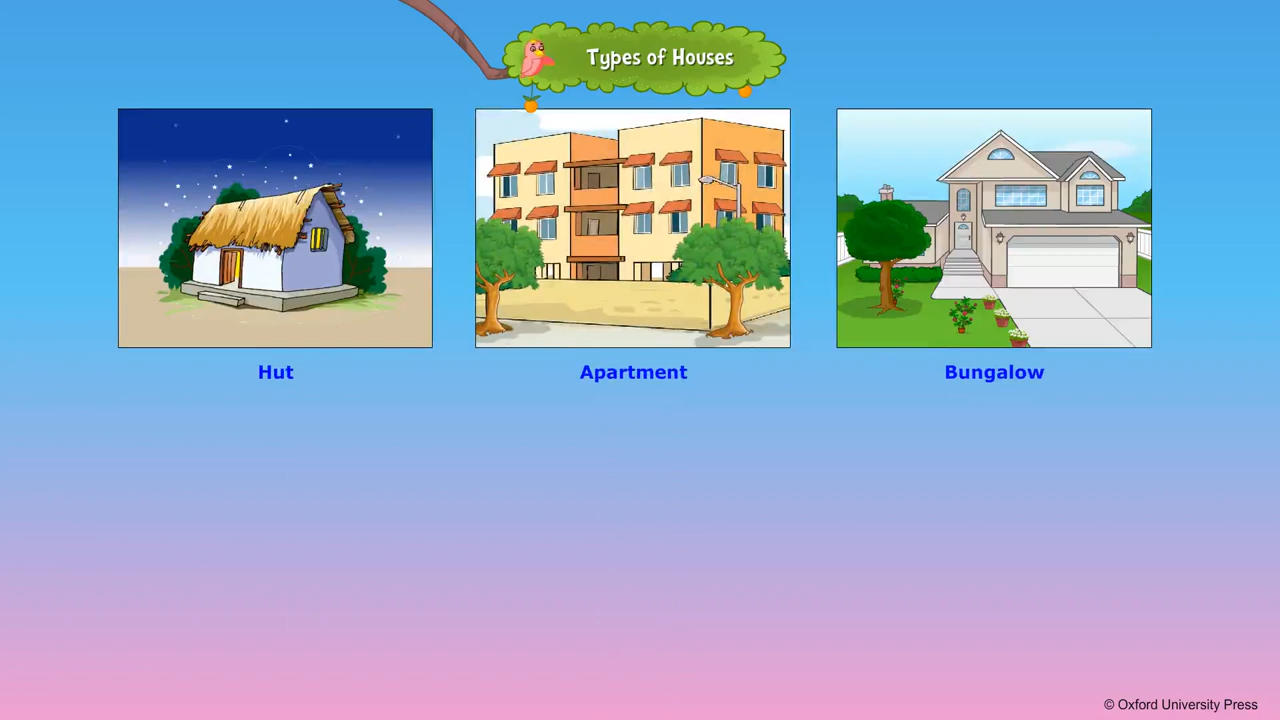 Types of Houses
Hut
Apartment
Bungalow
© Oxford University Press